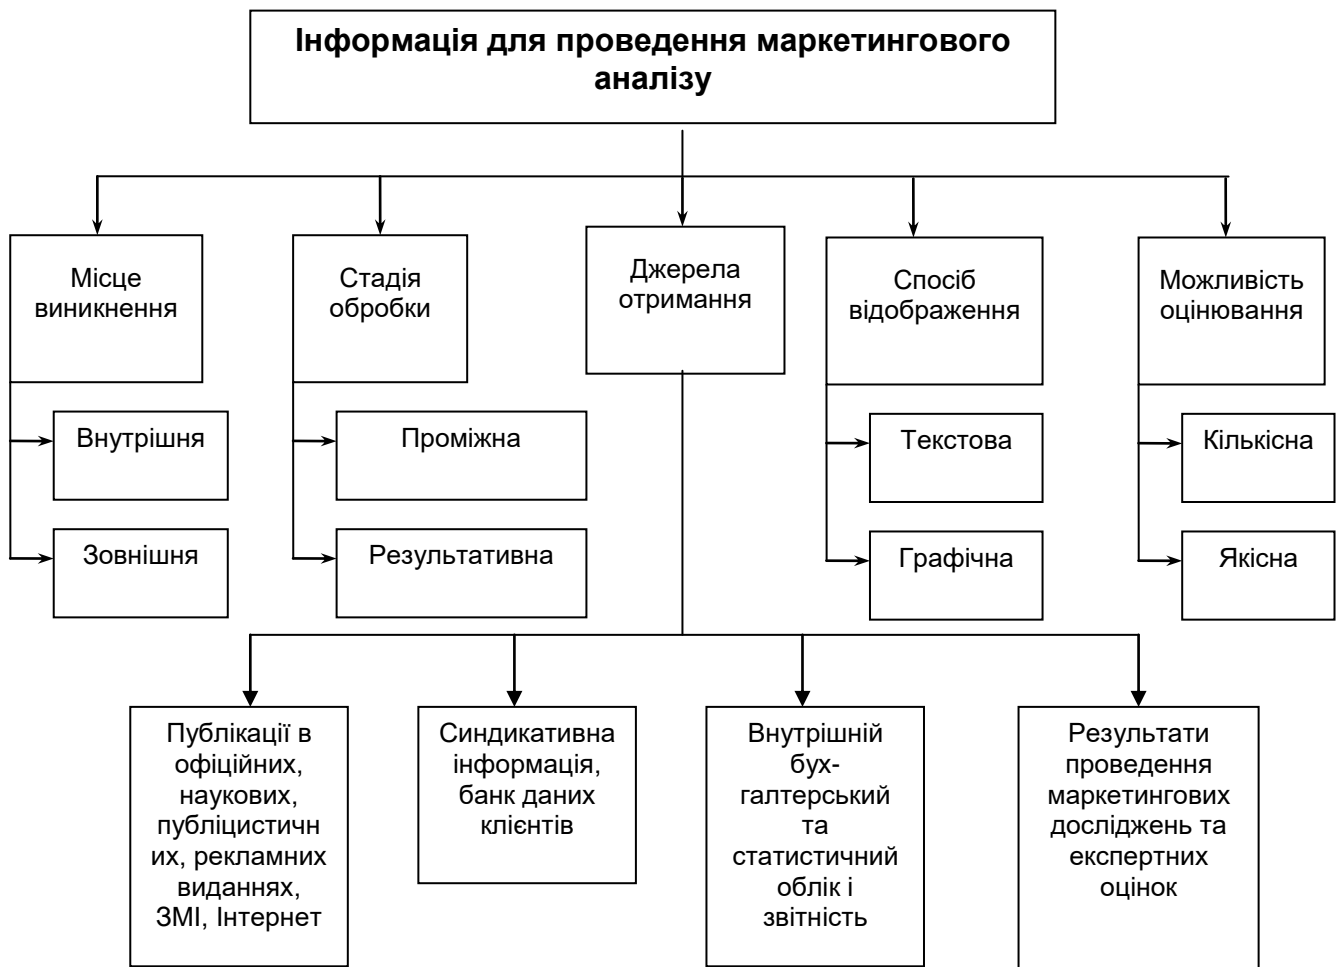 Інформація для проведення маркетингового
аналізу
Місце
виникнення
Стадія
обробки
Джерела
отримання
Спосіб
відображення
Можливість
оцінювання
Внутрішня
Проміжна
Текстова
Кількісна
Зовнішня
Результативна
Графічна
Якісна
Публікації в
офіційних,
наукових,
публіцистичн
их, рекламних
виданнях,
ЗМІ, Інтернет
Синдикативна
інформація,
банк даних
клієнтів
Внутрішній
бух-
галтерський
та
статистичний
облік і
звітність
Результати
проведення
маркетингових
досліджень та
експертних
оцінок